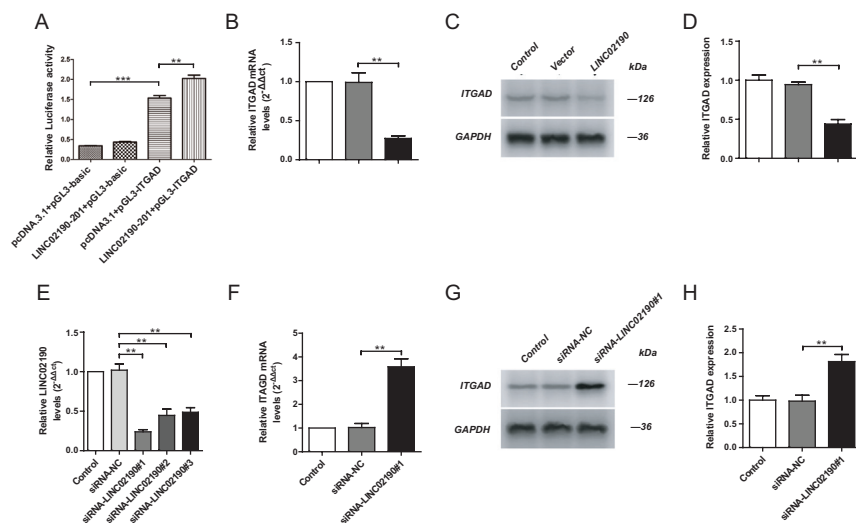 A
Relative Luciferase activity
2.5
2.0
1.5
1.0
0.5
0.0
***
**
pcDNA.3.1+pGL3-basic
LINC02190-201+pGL3-basic
pcDNA3.1+pGL3-ITGAD
LINC02190-201+pGL3-ITGAD
B
Relative ITGAD mRNA
levels (2-ΔΔct)
1.5
1.0
0.5
0.0
**
C
Control
Vector
LINC02190
kDa
ITGAD
—126
GAPDH
—36
D
Relative ITGAD expression
1.5
1.0
0.5
0.0
**
E
Relative LINC02190
levels (2-ΔΔct)
1.5
1.0
0.5
0.0
**
**
**
Control
siRNA-NC
siRNA-LINC02190#1
siRNA-LINC02190#2
siRNA-LINC02190#3
F
Relative ITAGD mRNA
levels (2-ΔΔct)
5
4
3
2
1
0
**
Control
siRNA-NC
siRNA-LINC02190#1
G
Control
siRNA-NC
siRNA-LINC02190#1
kDa
ITGAD
—126
GAPDH
—36
H
Relative ITGAD expression
2.5
2.0
1.5
1.0
0.5
0.0
**
Control
siRNA-NC
siRNA-LINC02190#1